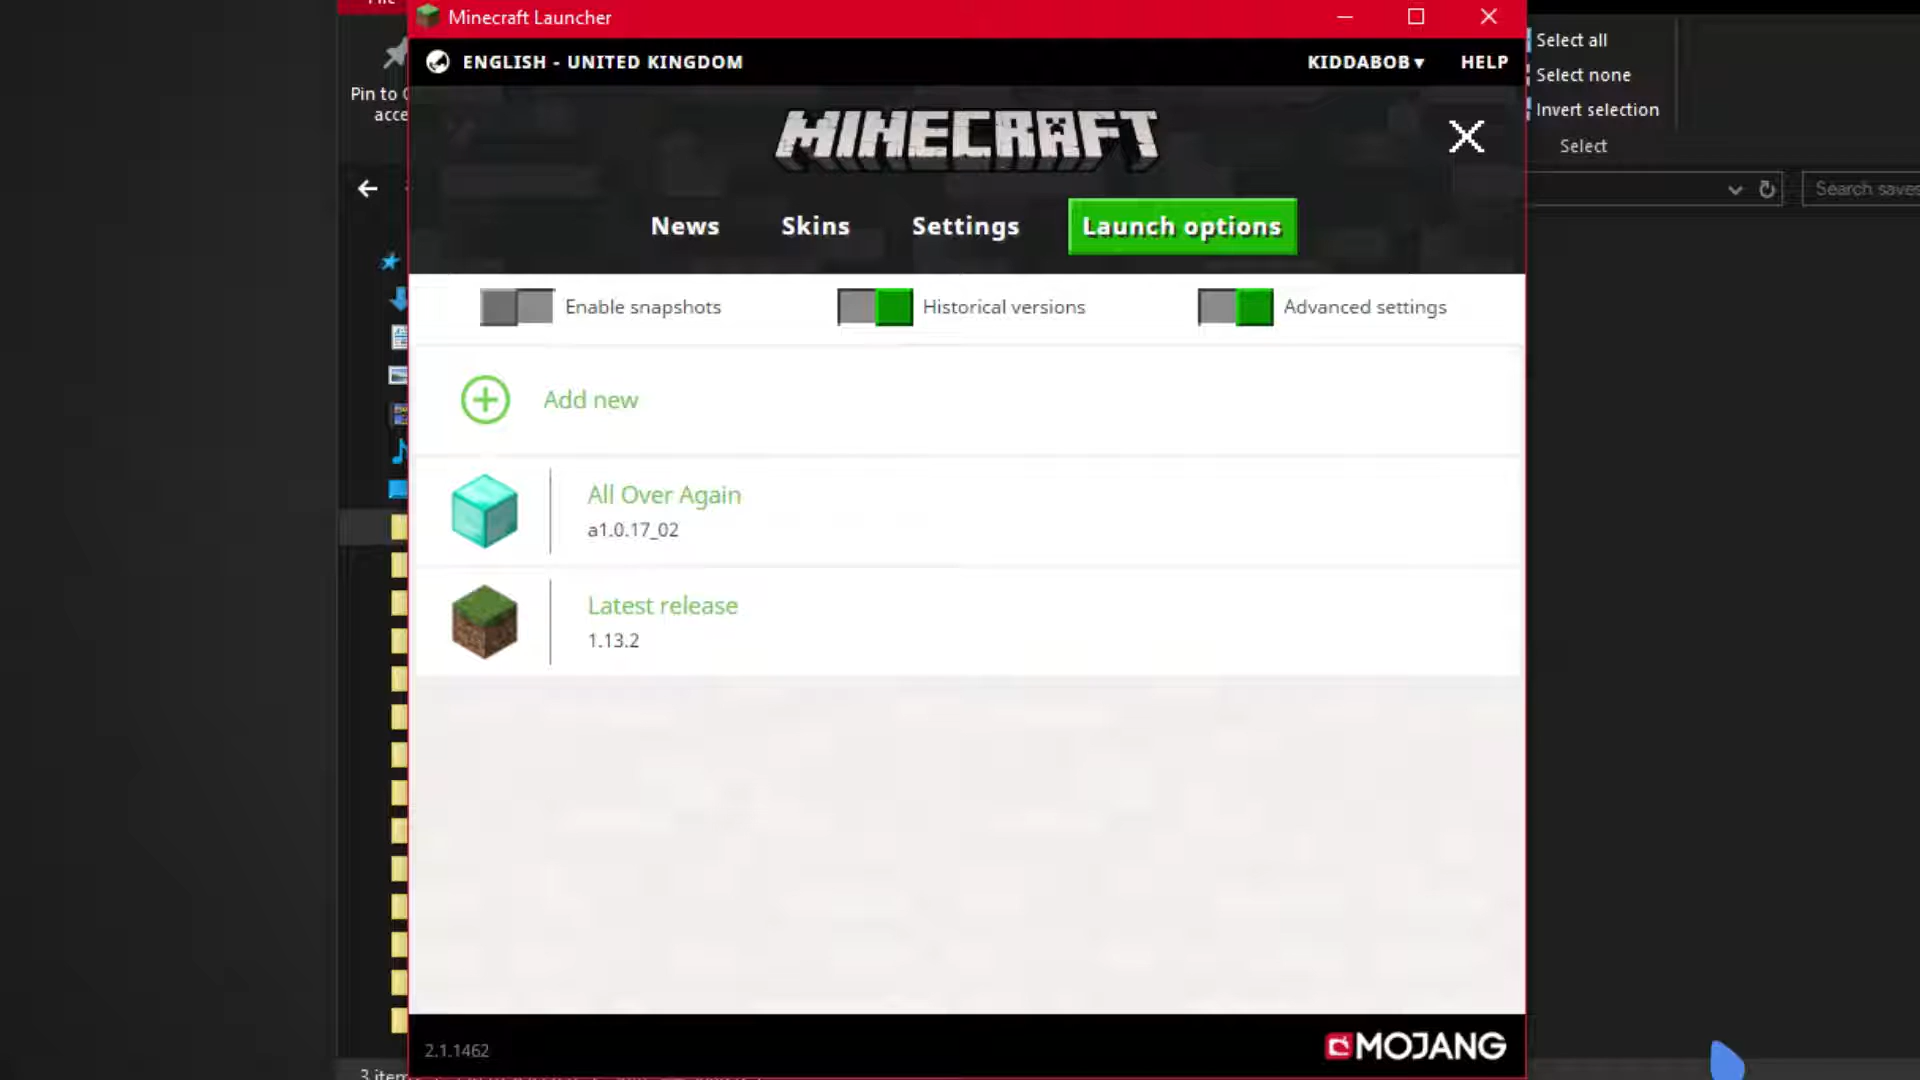 Minecraft Launcher
ENGLISH - UNITED KINGDOM
KIDDABOB▾
HELP
Select all
Select none
Invert selection
Select
Pin to
MINECRAFT
Search saves
News
Skins
Settings
Launch options
Enable snapshots
Historical versions
Advanced settings
Add new
All Over Again
a1.0.17_02
Latest release
1.13.2
2.1.1462
MOJANG